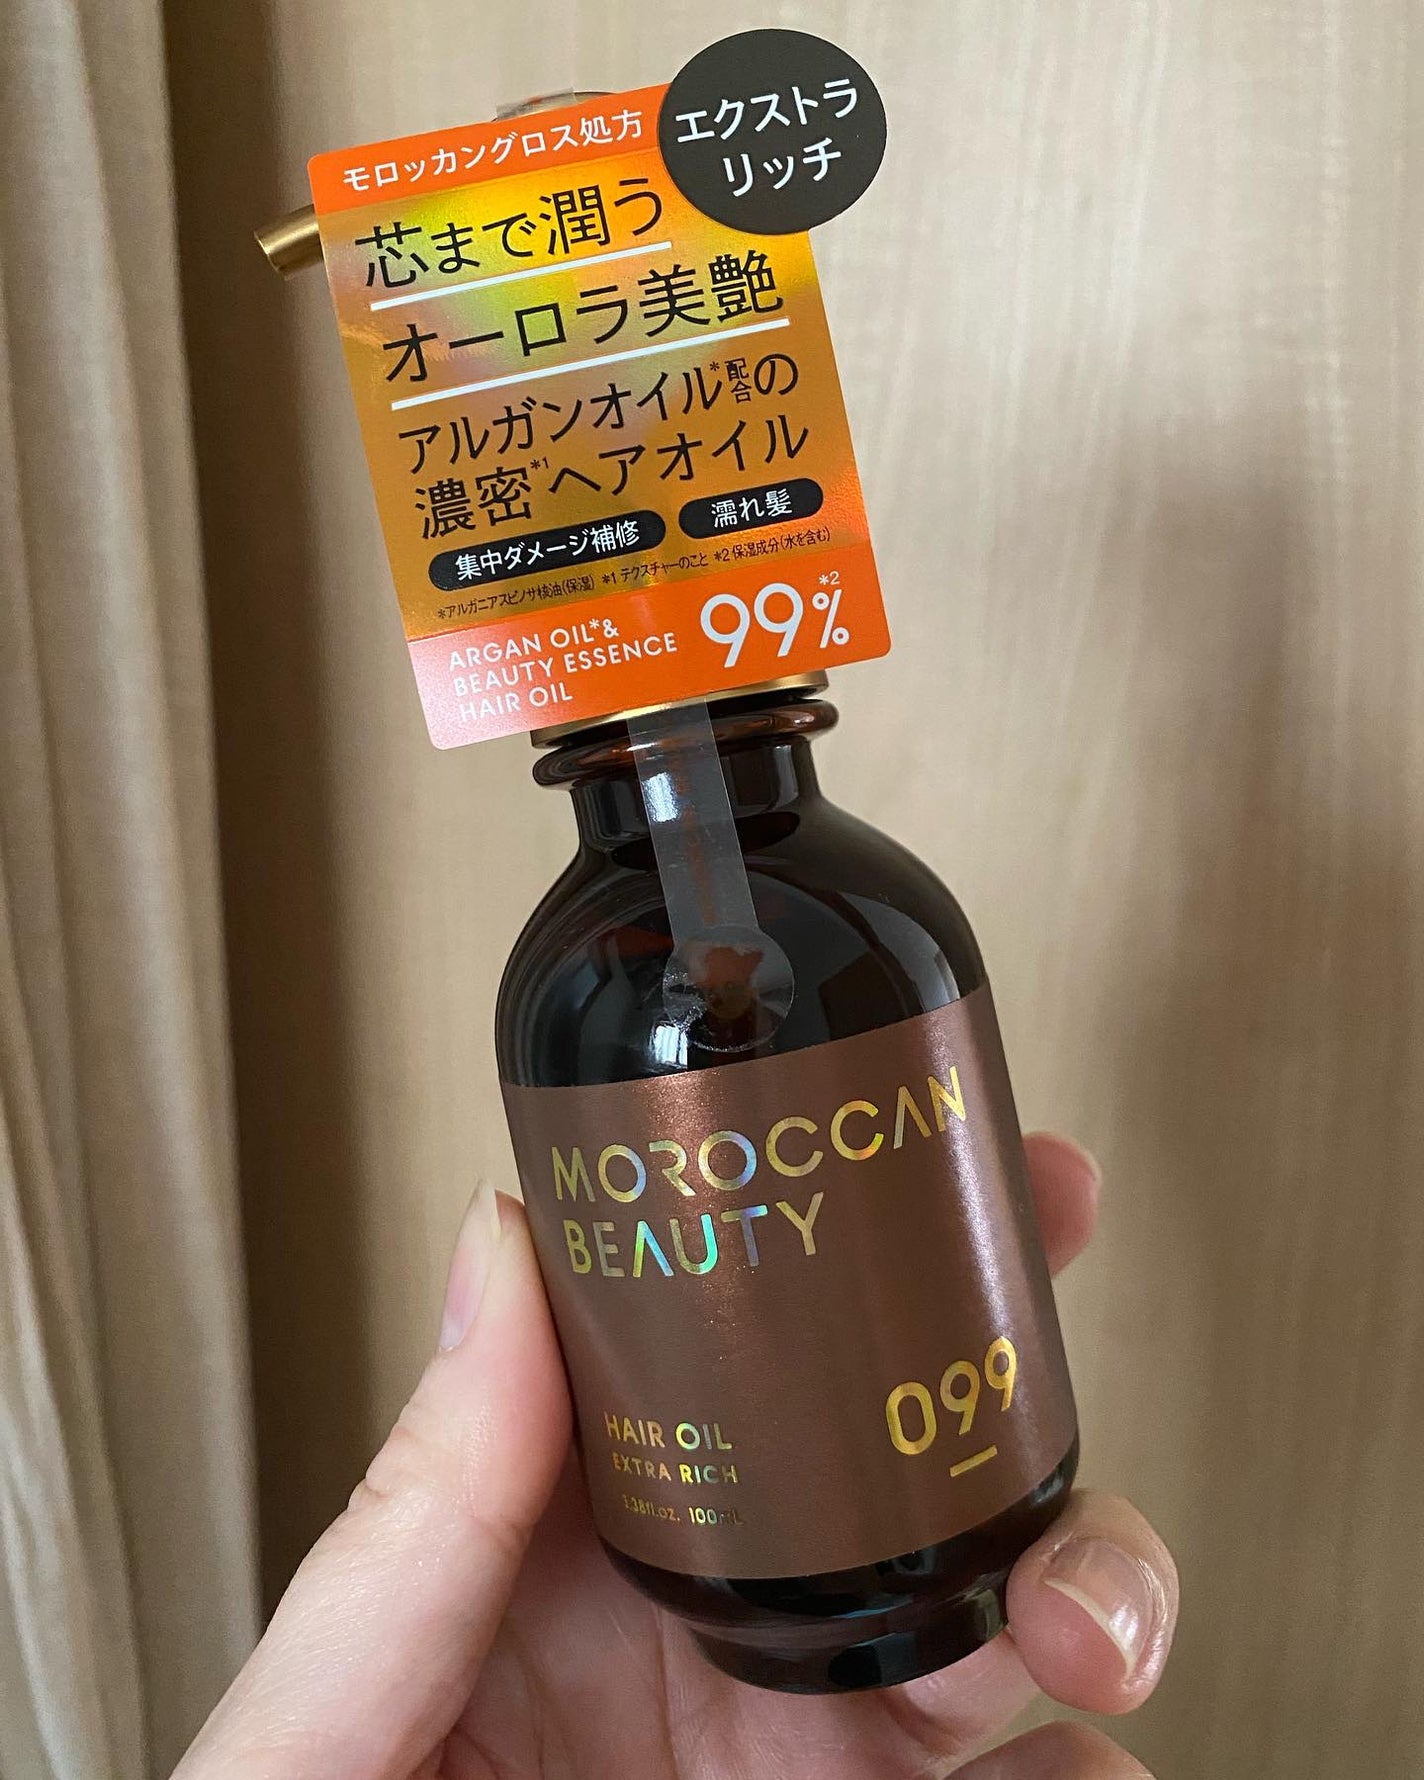 エクストラ
リッチ
モロッカングロス処方
芯まで潤う
オーロラ美艶
アルガンオイル*配合の
濃密*1ヘアオイル
集中ダメージ補修 濡れ髪
*アルガニアスピノサ核油(保湿) *1 テクスチャーのこと *2 保湿成分(水を含む)
ARGAN OIL*&
BEAUTY ESSENCE
HAIR OIL
99%*2
MOROCCAN
BEAUTY
099
HAIR OIL
EXTRA RICH
3.38fl.oz. 100mL